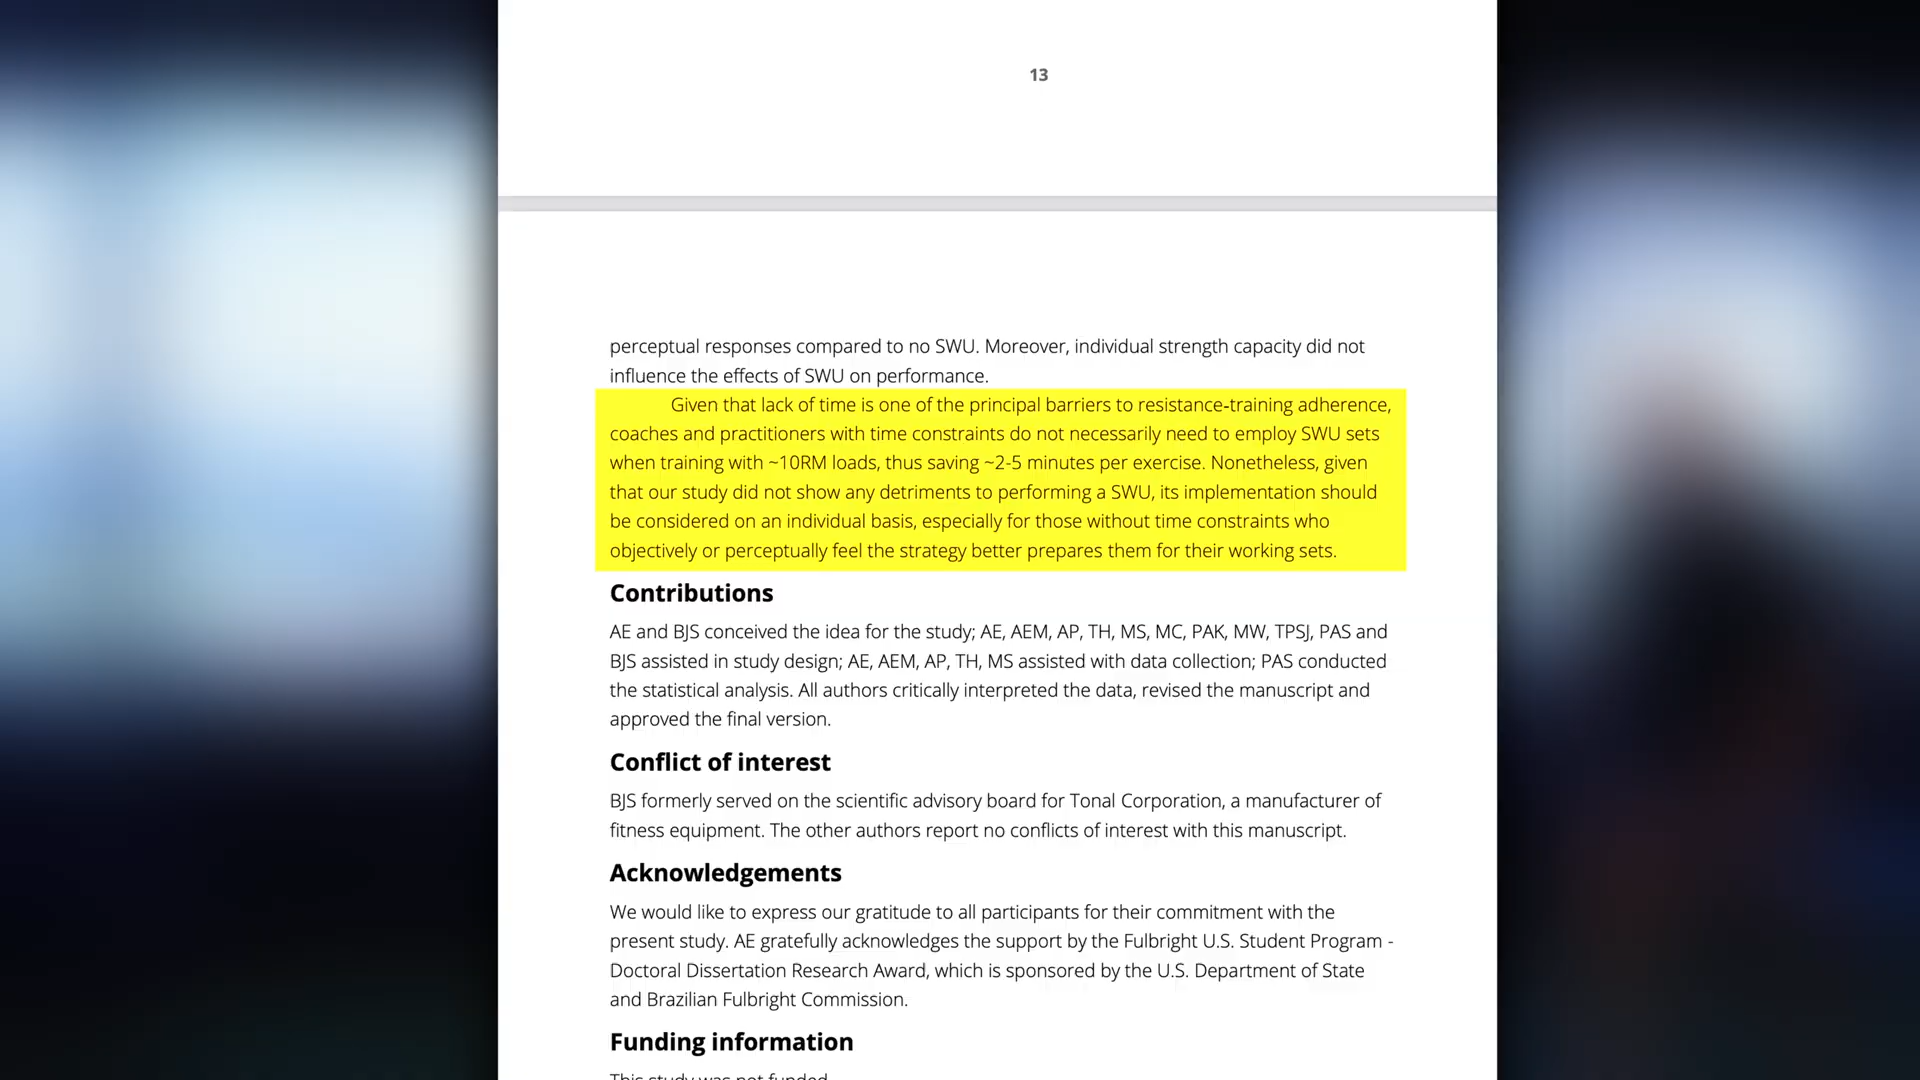 13
perceptual responses compared to no SWU. Moreover, individual strength capacity did not
influence the effects of SWU on performance.
Given that lack of time is one of the principal barriers to resistance-training adherence,
coaches and practitioners with time constraints do not necessarily need to employ SWU sets
when training with ~10RM loads, thus saving ~2-5 minutes per exercise. Nonetheless, given
that our study did not show any detriments to performing a SWU, its implementation should
be considered on an individual basis, especially for those without time constraints who
objectively or perceptually feel the strategy better prepares them for their working sets.
Contributions
AE and BJS conceived the idea for the study; AE, AEM, AP, TH, MS, MC, PAK, MW, TPSJ, PAS and
BJS assisted in study design; AE, AEM, AP, TH, MS assisted with data collection; PAS conducted
the statistical analysis. All authors critically interpreted the data, revised the manuscript and
approved the final version.
Conflict of interest
BJS formerly served on the scientific advisory board for Tonal Corporation, a manufacturer of
fitness equipment. The other authors report no conflicts of interest with this manuscript.
Acknowledgements
We would like to express our gratitude to all participants for their commitment with the
present study. AE gratefully acknowledges the support by the Fulbright U.S. Student Program -
Doctoral Dissertation Research Award, which is sponsored by the U.S. Department of State
and Brazilian Fulbright Commission.
Funding information
This study was not funded